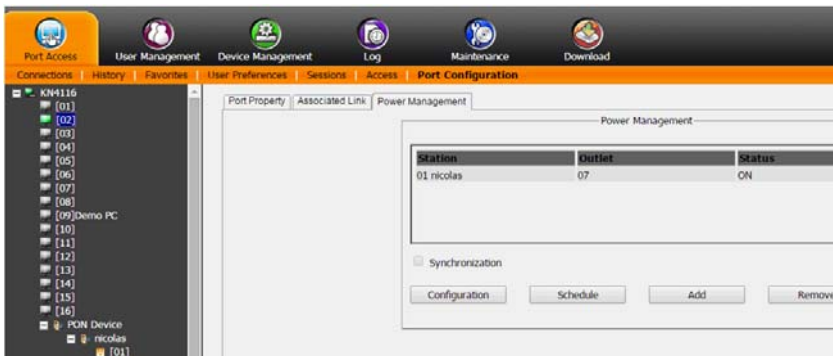 Port Access User Management Device Management Log Maintenance Download
Connections | History | Favorites | User Preferences | Sessions | Access | Port Configuration
KN4116
[01]
[02]
[03]
[04]
[05]
[06]
[07]
[08]
[09]Demo PC
[10]
[11]
[12]
[13]
[14]
[15]
[16]
PON Device
nicolas
[01]
Port Property Associated Link Power Management
Power Management
Station Outlet Status
01 nicolas 07 ON
Synchronization
Configuration Schedule Add Remove